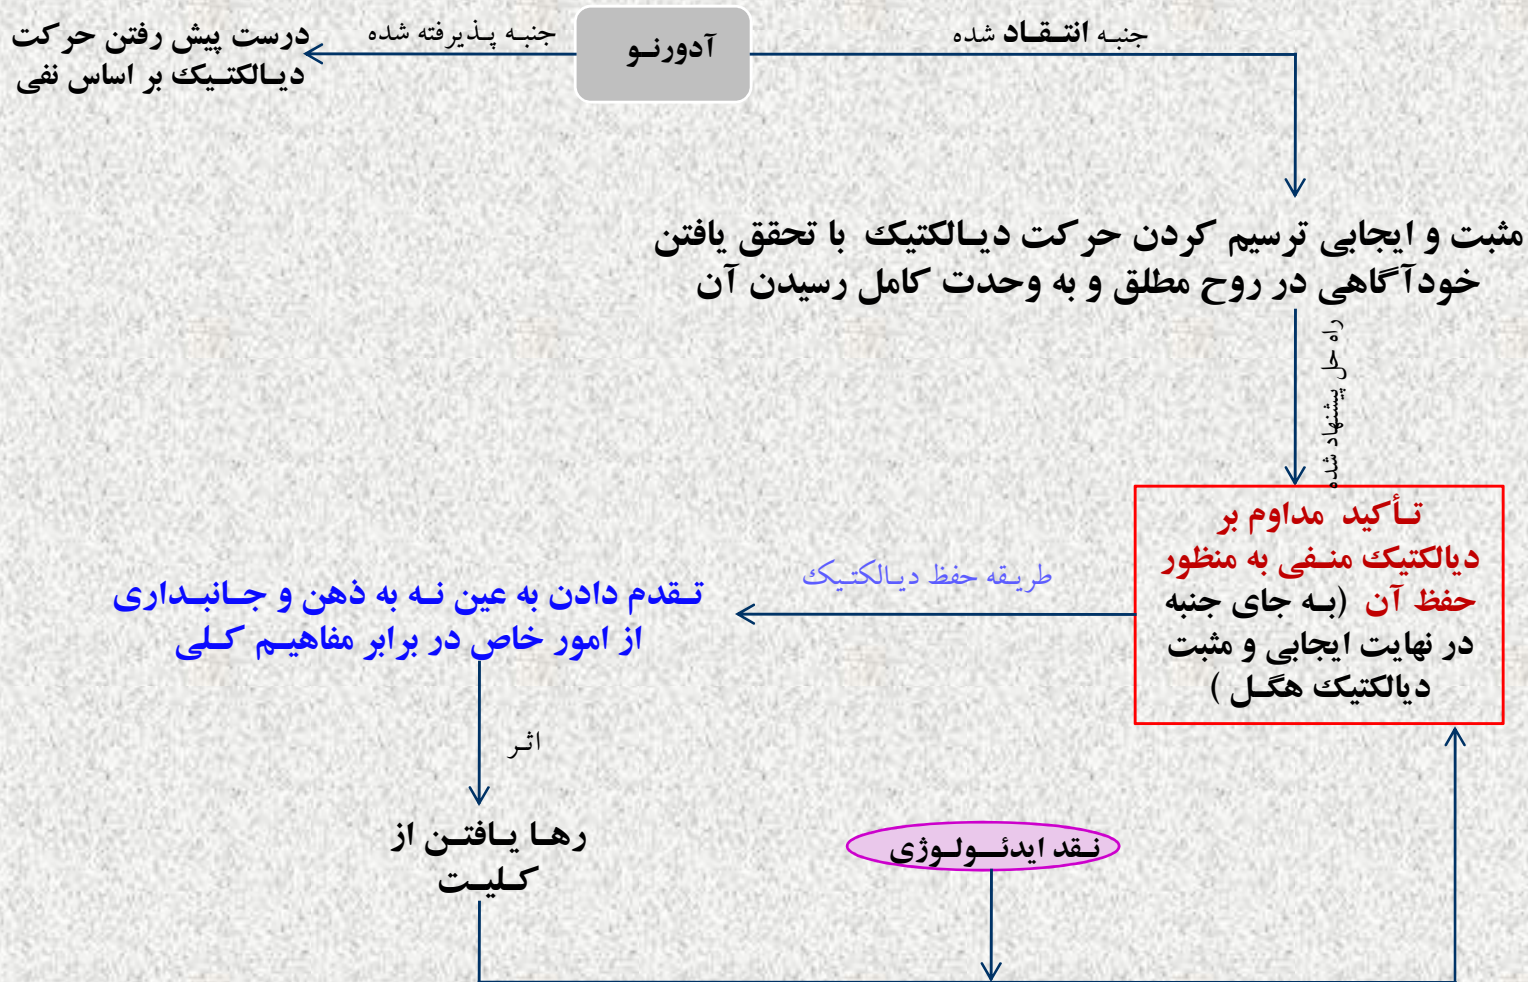 آدورنو
جنبه انتقاد شده
جنبه پذیرفته شده
درست پیش رفتن حرکت
دیالکتیک بر اساس نفی
مثبت و ایجابی ترسیم کردن حرکت دیالکتیک با تحقق یافتن
خودآگاهی در روح مطلق و به وحدت کامل رسیدن آن
راه حل پیشنهاد شده
تأکید مداوم بر
دیالکتیک منفی به منظور
حفظ آن (به جای جنبه
در نهایت ایجابی و مثبت
دیالکتیک هگل )
طریقه حفظ دیالکتیک
تقدم دادن به عین نه به ذهن و جانبداری
از امور خاص در برابر مفاهیم کلی
اثر
رها یافتن از
کلیت
نقد ایدئولوژی